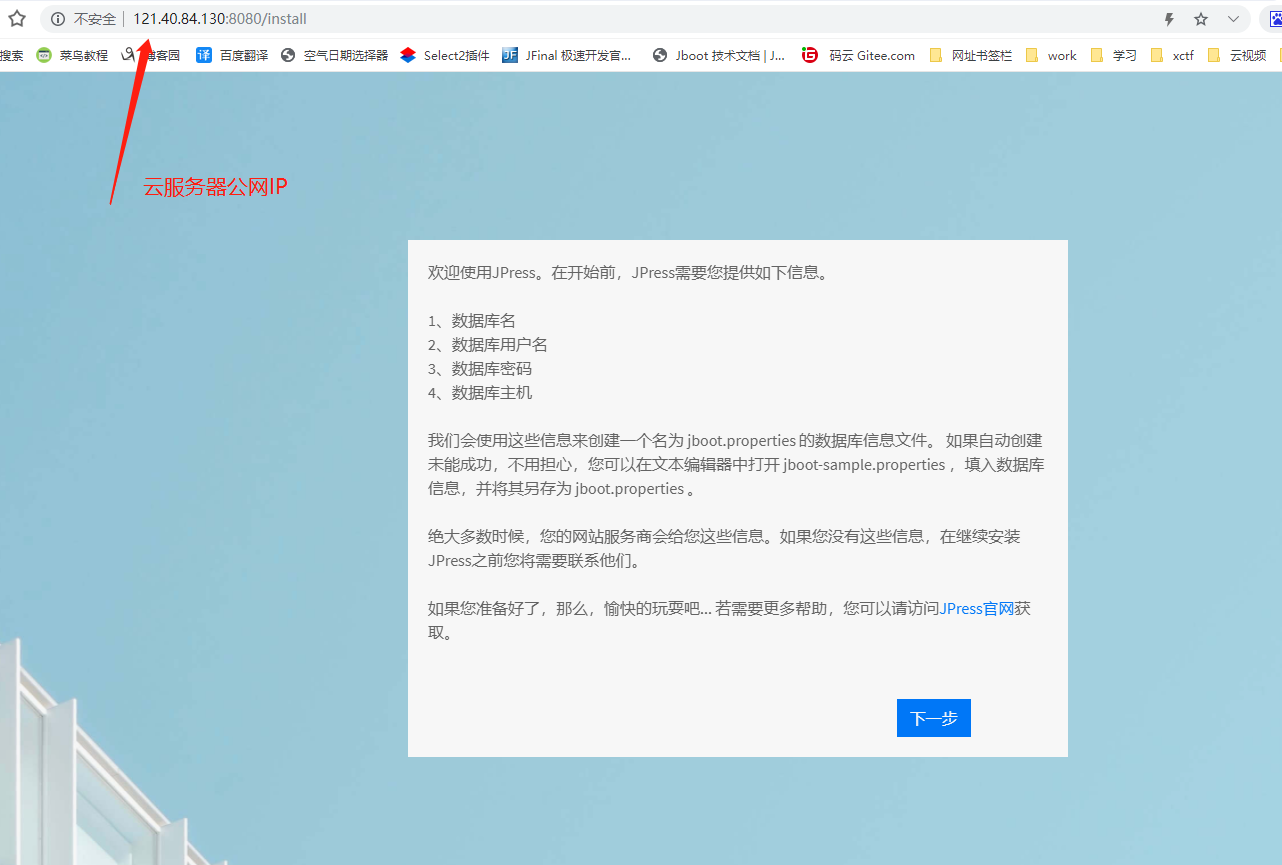 不安全 121.40.84.130:8080/install
搜索 菜鸟教程 博客园 译 百度翻译 空气日期选择器 Select2插件 JF JFinal 极速开发官... Jboot 技术文档 | J... 码云 Gitee.com 网址书签栏 work 学习 xctf 云视频
云服务器公网IP
欢迎使用JPress。在开始前，JPress需要您提供如下信息。
1、数据库名
2、数据库用户名
3、数据库密码
4、数据库主机
我们会使用这些信息来创建一个名为 jboot.properties 的数据库信息文件。 如果自动创建
未能成功，不用担心，您可以在文本编辑器中打开 jboot-sample.properties ，填入数据库
信息，并将其另存为 jboot.properties 。
绝大多数时候，您的网站服务商会给您这些信息。如果您没有这些信息，在继续安装
JPress之前您将需要联系他们。
如果您准备好了，那么，愉快的玩耍吧... 若需要更多帮助，您可以请访问JPress官网获
取。
下一步